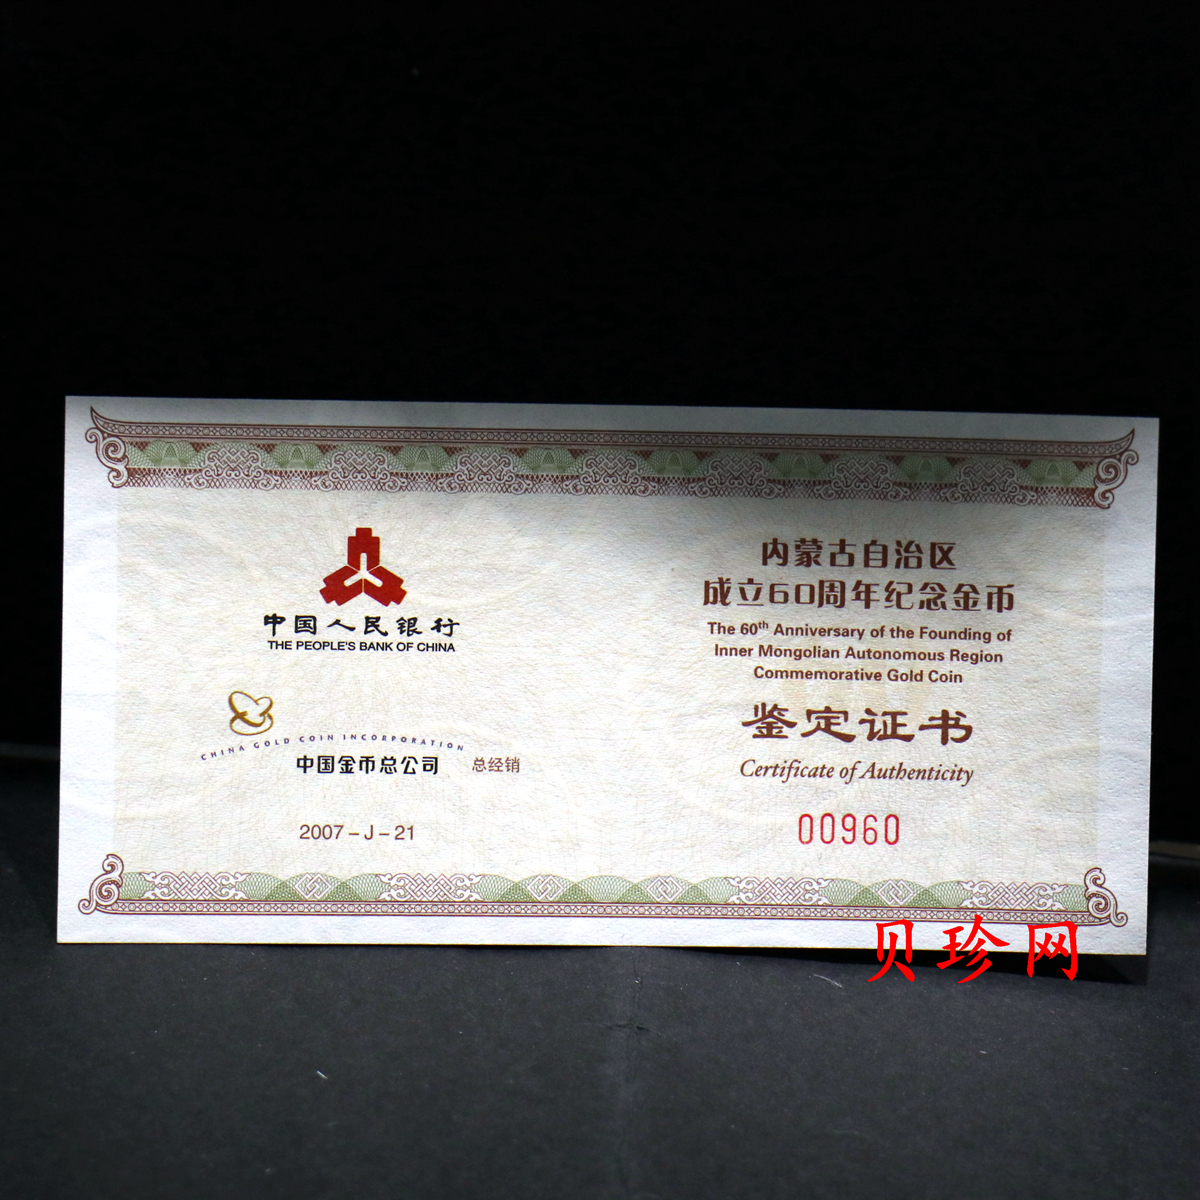 中国人民银行
THE PEOPLE'S BANK OF CHINA
CHINA GOLD COIN INCORPORATION
中国金币总公司 总经销
2007-J-21
内蒙古自治区
成立60周年纪念金币
The 60th Anniversary of the Founding of
Inner Mongolian Autonomous Region
Commemorative Gold Coin
鉴定证书
Certificate of Authenticity
00960
贝珍网